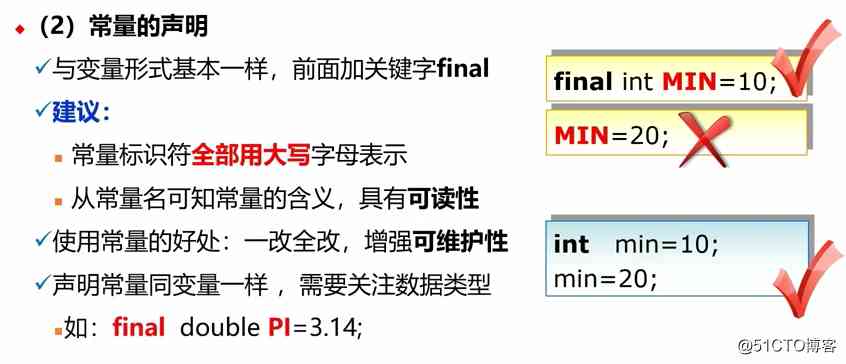 （2）常量的声明
与变量形式基本一样，前面加关键字final
建议：
常量标识符全部用大写字母表示
从常量名可知常量的含义，具有可读性
使用常量的好处：一改全改，增强可维护性
声明常量同变量一样 ，需要关注数据类型
如：final double PI=3.14;
final int MIN=10;
MIN=20;
int min=10;
min=20;
@51CTO博客